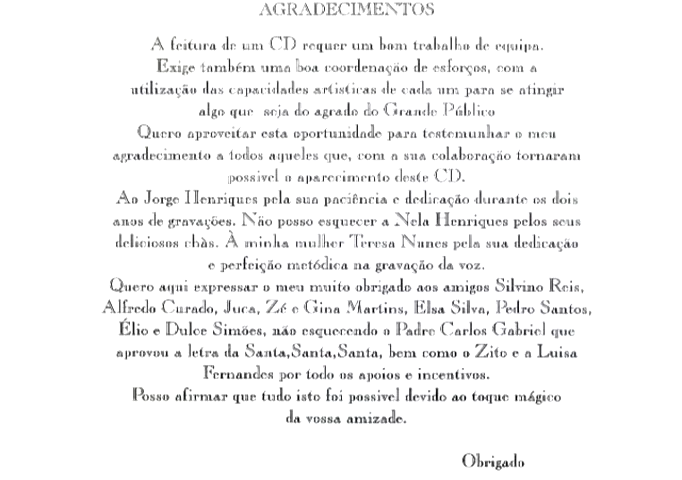 AGRADECIMENTOS
A feitura de um CD requer um bom trabalho de equipa.
Exige também uma boa coordenação de esforços, com a
utilização das capacidades artisticas de cada um para se atingir
algo que seja do agrado do Grande Público
Quero aproveitar esta oportunidade para testemunhar o meu
agradecimento a todos aqueles que, com a sua colaboração tornaram
possivel o aparecimento deste CD.
Ao Jorge Henriques pela sua paciência e dedicação durante os dois
anos de gravações. Não posso esquecer a Nela Henriques pelos seus
deliciosos chàs. À minha mulher Teresa Nunes pela sua dedicação
e perfeição metódica na gravação da voz.
Quero aqui expressar o meu muito obrigado aos amigos Silvino Reis,
Alfredo Curado, Juca, Zé e Gina Martins, Elsa Silva, Pedro Santos,
Élio e Dulce Simões, não esquecendo o Padre Carlos Gabriel que
aprovou a letra da Santa,Santa,Santa, bem como o Zito e a Luisa
Fernandes por todo os apoios e incentivos.
Posso afirmar que tudo isto foi possivel devido ao toque mágico
da vossa amizade.
Obrigado